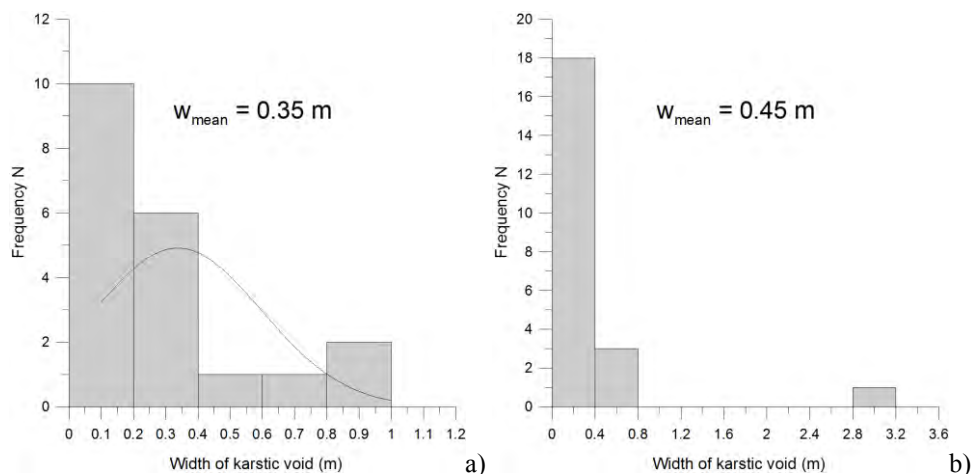 12
10
8
6
4
2
0
Frequency N
w_mean = 0.35 m
0 0.1 0.2 0.3 0.4 0.5 0.6 0.7 0.8 0.9 1 1.1 1.2
Width of karstic void (m)
a)
20
18
16
14
12
10
8
6
4
2
0
Frequency N
w_mean = 0.45 m
0 0.4 0.8 1.2 1.6 2 2.4 2.8 3.2 3.6
Width of karstic void (m)
b)